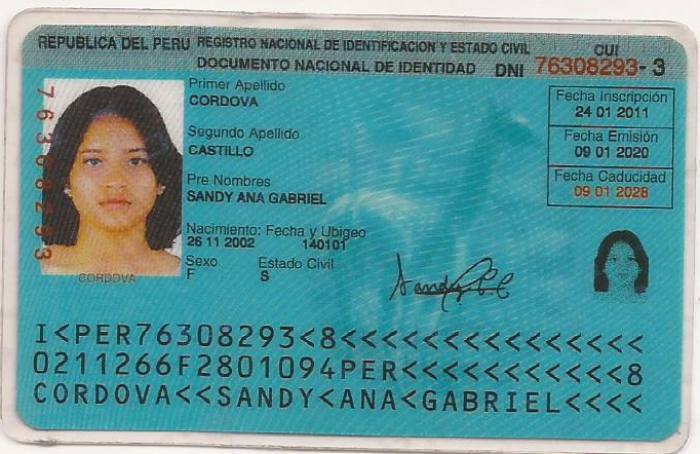 REPUBLICA DEL PERU REGISTRO NACIONAL DE IDENTIFICACION Y ESTADO CIVIL CUI
DOCUMENTO NACIONAL DE IDENTIDAD DNI 76308293- 3
Primer Apellido
CORDOVA
Segundo Apellido
CASTILLO
Pre Nombres
SANDY ANA GABRIEL
Nacimiento: Fecha y Ubigeo
26 11 2002 140101
Sexo Estado Civil
F S
Fecha Inscripción
24 01 2011
Fecha Emisión
09 01 2020
Fecha Caducidad
09 01 2028
76308293
CORDOVA
Sandy C.C
I<PER76308293<8<<<<<<<<<<<<<<<
0211266F2801094PER<<<<<<<<<<<8
CORDOVA<<SANDY<ANA<GABRIEL<<<<